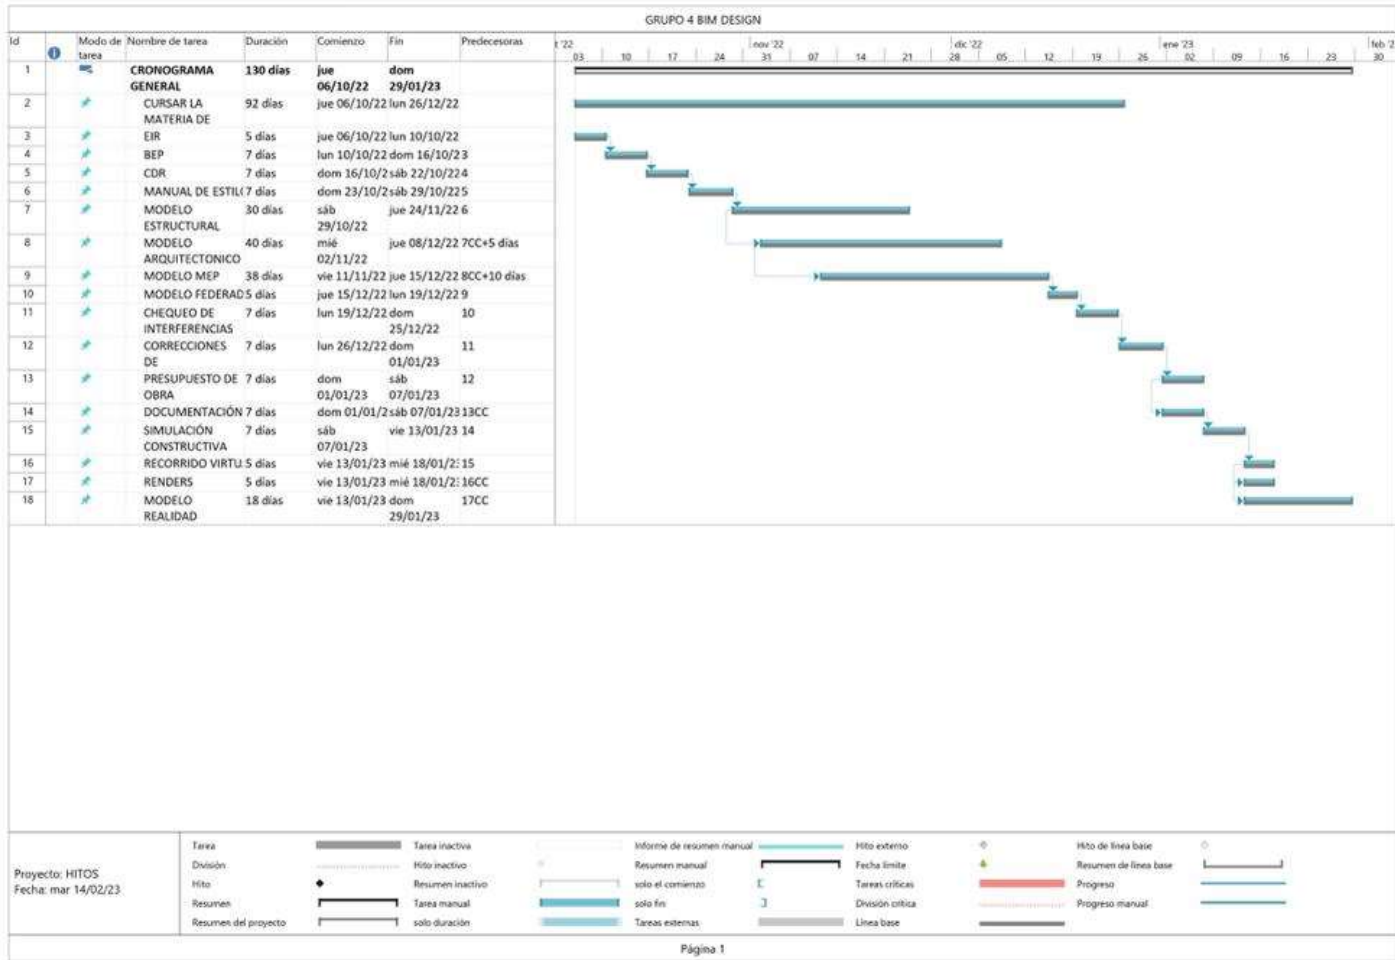 GRUPO 4 BIM DESIGN
Id Modo de Nombre de tarea Duración Comienzo Fin Predecesoras t '22 nov '22 dic '22 ene '23 feb '2
tarea 03 10 17 24 31 07 14 21 28 05 12 19 26 02 09 16 23 30
1 CRONOGRAMA 130 días jue dom
GENERAL 06/10/22 29/01/23
2 CURSAR LA 92 días jue 06/10/22 lun 26/12/22
MATERIA DE
3 EIR 5 días jue 06/10/22 lun 10/10/22
4 BEP 7 días lun 10/10/22 dom 16/10/2 3
5 CDR 7 días dom 16/10/2 sáb 22/10/22 4
6 MANUAL DE ESTIL( 7 días dom 23/10/2 sáb 29/10/22 5
7 MODELO 30 días sáb jue 24/11/22 6
ESTRUCTURAL 29/10/22
8 MODELO 40 días mié jue 08/12/22 7CC+5 días
ARQUITECTONICO 02/11/22
9 MODELO MEP 38 días vie 11/11/22 jue 15/12/22 8CC+10 días
10 MODELO FEDERAD 5 días jue 15/12/22 lun 19/12/22 9
11 CHEQUEO DE 7 días lun 19/12/22 dom 10
INTERFERENCIAS 25/12/22
12 CORRECCIONES 7 días lun 26/12/22 dom 11
DE 01/01/23
13 PRESUPUESTO DE 7 días dom sáb 12
OBRA 01/01/23 07/01/23
14 DOCUMENTACIÓN 7 días dom 01/01/2 sáb 07/01/23 13CC
15 SIMULACIÓN 7 días sáb vie 13/01/23 14
CONSTRUCTIVA 07/01/23
16 RECORRIDO VIRTU 5 días vie 13/01/23 mié 18/01/2: 15
17 RENDERS 5 días vie 13/01/23 mié 18/01/2: 16CC
18 MODELO 18 días vie 13/01/23 dom 17CC
REALIDAD 29/01/23
Proyecto: HITOS
Fecha: mar 14/02/23
Tarea Tarea inactiva Informe de resumen manual Hito externo Hito de línea base
División Hito inactivo Resumen manual Fecha límite Resumen de línea base
Hito Resumen inactivo solo el comienzo Tareas críticas Progreso
Resumen Tarea manual solo fin División crítica Progreso manual
Resumen del proyecto solo duración Tareas externas Línea base
Página 1